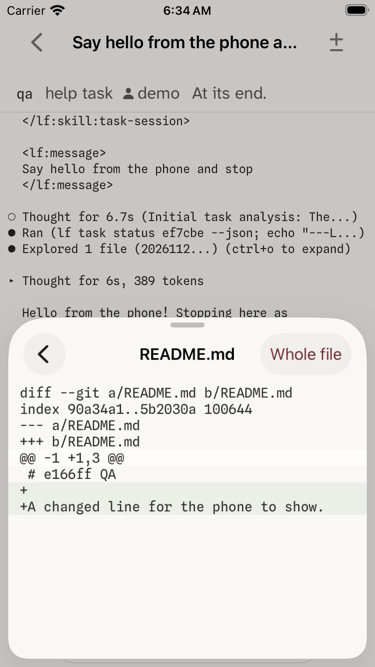 Carrier 6:34 AM
Say hello from the phone a...
qa help task demo At its end.
</lf:skill:task-session>
<lf:message>
Say hello from the phone and stop
</lf:message>
○ Thought for 6.7s (Initial task analysis: The...)
● Ran (lf task status ef7cbe --json; echo "---L...)
● Explored 1 file (2026112...) (ctrl+o to expand)
▸ Thought for 6s, 389 tokens
Hello from the phone! Stopping here as
README.md
Whole file
diff --git a/README.md b/README.md
index 90a34a1..5b2030a 100644
--- a/README.md
+++ b/README.md
@@ -1 +1,3 @@
 # e166ff QA
+
+A changed line for the phone to show.